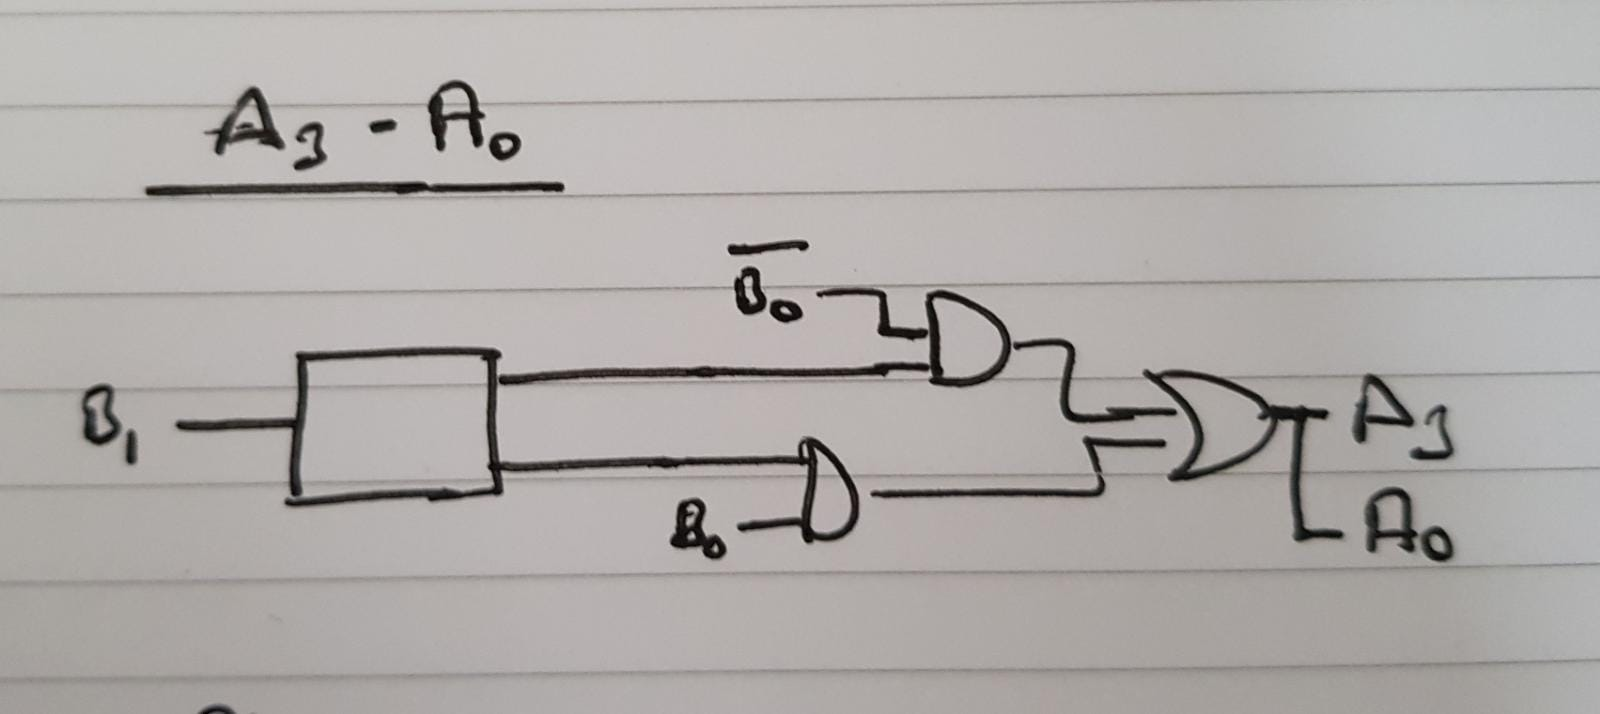 A₃ - A₀
B̅₀
B₁
A₃
B₀
A₀